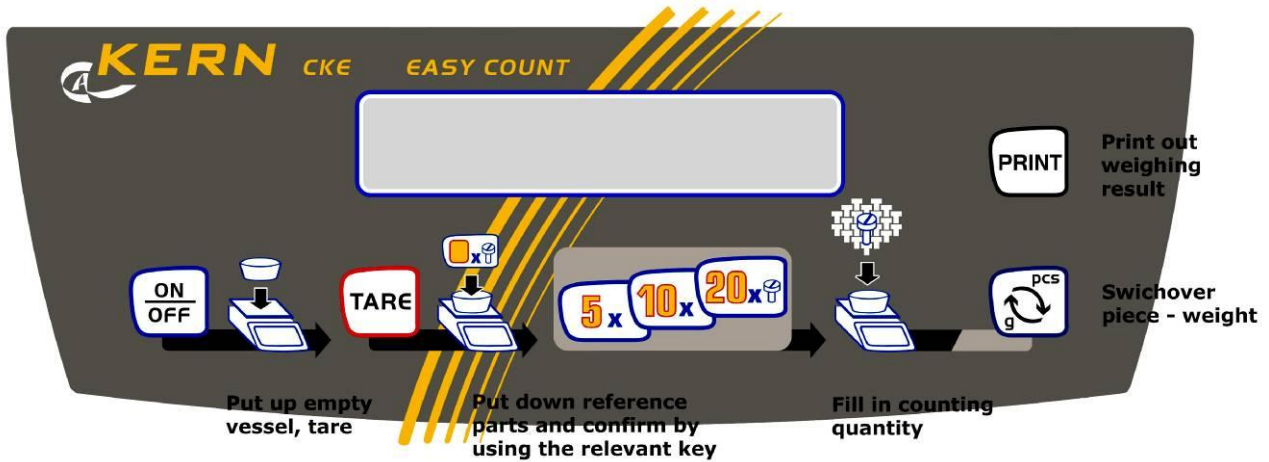 KERN CKE EASY COUNT
PRINT
Print out
weighing
result
ON
OFF
TARE
x
5 x
10x
20x
pcs
g
Swichover
piece - weight
Put up empty
vessel, tare
Put down reference
parts and confirm by
using the relevant key
Fill in counting
quantity